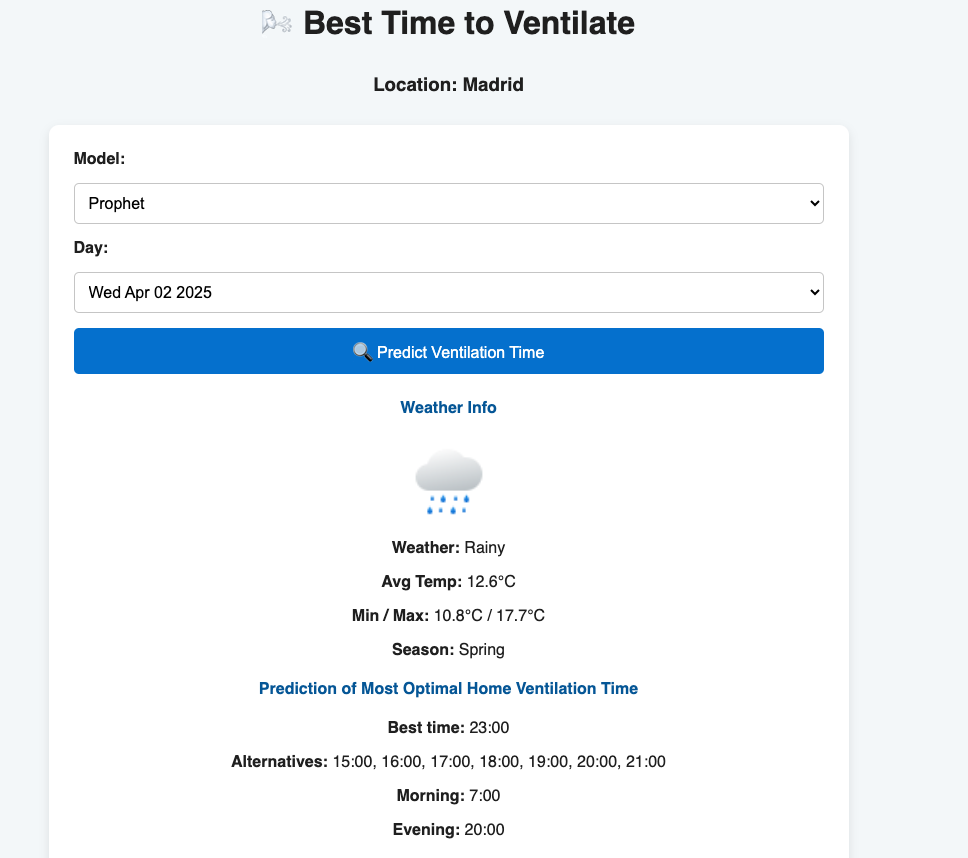 Best Time to Ventilate
Location: Madrid
Model:
Prophet
Day:
Wed Apr 02 2025
Predict Ventilation Time
Weather Info
Weather: Rainy
Avg Temp: 12.6°C
Min / Max: 10.8°C / 17.7°C
Season: Spring
Prediction of Most Optimal Home Ventilation Time
Best time: 23:00
Alternatives: 15:00, 16:00, 17:00, 18:00, 19:00, 20:00, 21:00
Morning: 7:00
Evening: 20:00